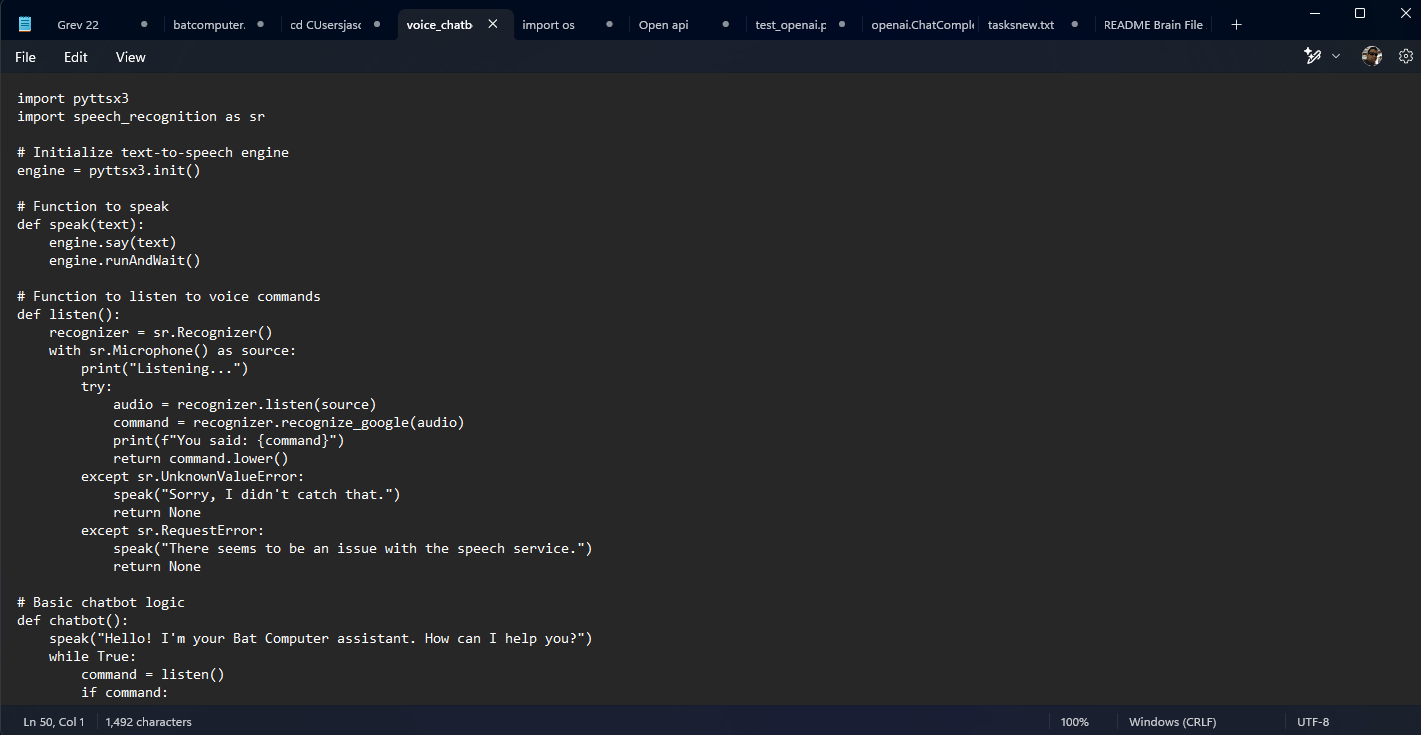 Grev 22
batcomputer.
cd CUsersjasc
voice_chatb
import os
Open api
test_openai.p
openai.ChatComple
tasksnew.txt
README Brain File
File Edit View
import pyttsx3
import speech_recognition as sr
# Initialize text-to-speech engine
engine = pyttsx3.init()
# Function to speak
def speak(text):
    engine.say(text)
    engine.runAndWait()
# Function to listen to voice commands
def listen():
    recognizer = sr.Recognizer()
    with sr.Microphone() as source:
        print("Listening...")
        try:
            audio = recognizer.listen(source)
            command = recognizer.recognize_google(audio)
            print(f"You said: {command}")
            return command.lower()
        except sr.UnknownValueError:
            speak("Sorry, I didn't catch that.")
            return None
        except sr.RequestError:
            speak("There seems to be an issue with the speech service.")
            return None
# Basic chatbot logic
def chatbot():
    speak("Hello! I'm your Bat Computer assistant. How can I help you?")
    while True:
        command = listen()
        if command:
Ln 50, Col 1 1,492 characters 100% Windows (CRLF) UTF-8